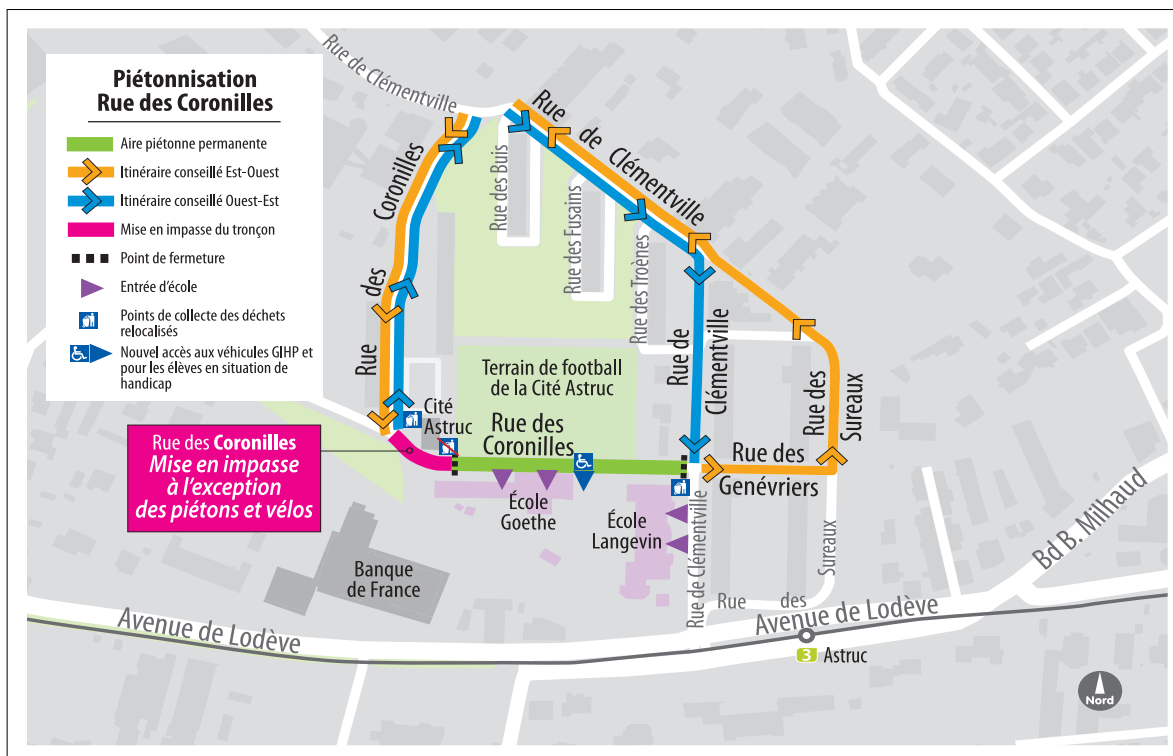 Piétonnisation
Rue des Coronilles
Aire piétonne permanente
Itinéraire conseillé Est-Ouest
Itinéraire conseillé Ouest-Est
Mise en impasse du tronçon
Point de fermeture
Entrée d'école
Points de collecte des déchets
relocalisés
Nouvel accès aux véhicules GIHP et
pour les élèves en situation de
handicap
Rue de Clémentville
Rue de Clémentville
Rue des Coronilles
Rue des Buis
Rue des Fusains
Rue des Troènes
Rue de
Clémentville
Rue des
Sureaux
Terrain de football
de la Cité Astruc
Cité
Astruc
Rue des
Coronilles
Rue des Coronilles
Mise en impasse
à l'exception
des piétons et vélos
Rue des
Genévriers
École
Goethe
École
Langevin
Rue de Clémentville
Sureaux
Rue des
Banque
de France
Bd B. Milhaud
Avenue de Lodève
Avenue de Lodève
3 Astruc
Nord